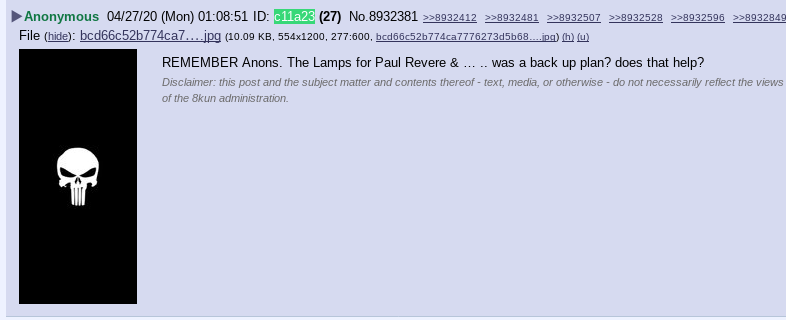 ▶Anonymous 04/27/20 (Mon) 01:08:51 ID: c11a23 (27) No.8932381 >>8932412 >>8932481 >>8932507 >>8932528 >>8932596 >>8932849
File (hide): bcd66c52b774ca7….jpg (10.09 KB, 554x1200, 277:600, bcd66c52b774ca7776273d5b68….jpg) (h) (u)
REMEMBER Anons. The Lamps for Paul Revere & … .. was a back up plan? does that help?
Disclaimer: this post and the subject matter and contents thereof - text, media, or otherwise - do not necessarily reflect the views
of the 8kun administration.